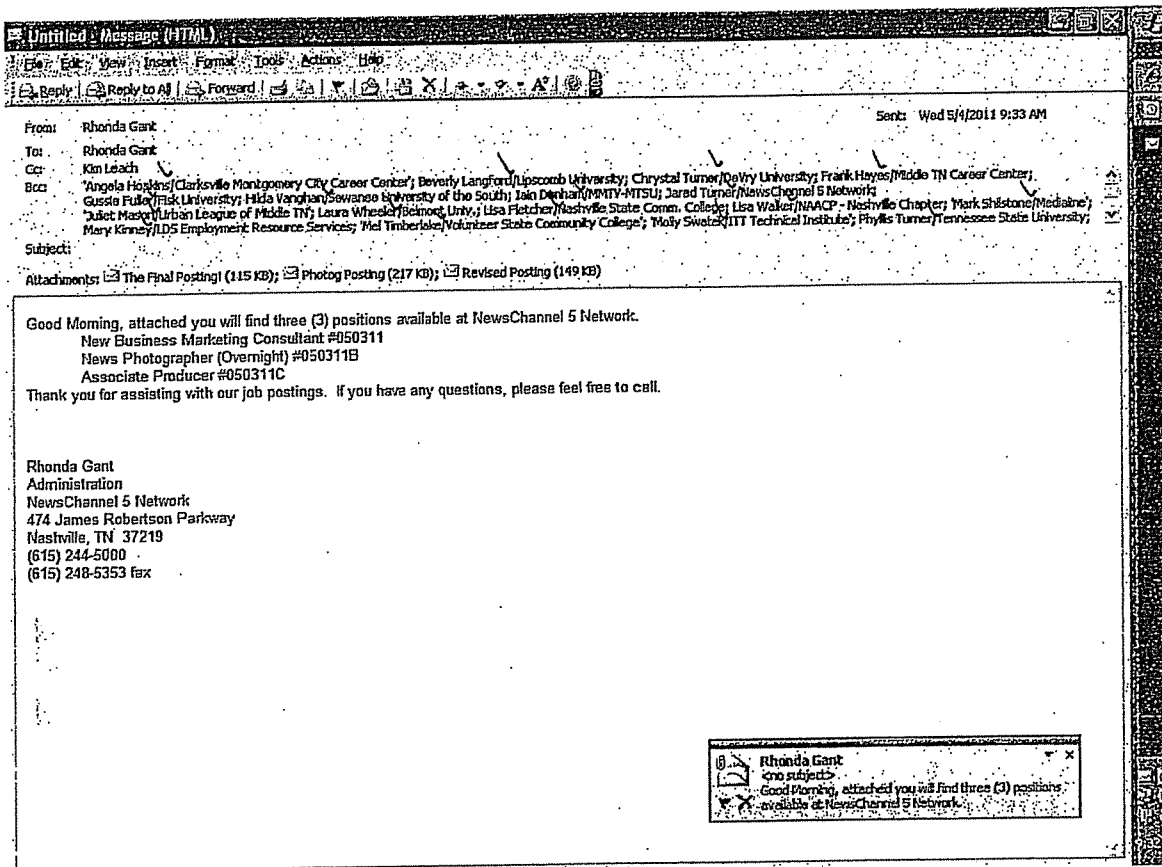 Untitled - Message (HTML)
File Edit View Insert Format Tools Actions Help
Reply Reply to All Forward
Sent: Wed 5/4/2011 9:33 AM
From: Rhonda Gant
To: Rhonda Gant
Cc: Kim Leach
Bcc: 'Angela Hoskins/Clarksville Montgomery City Career Center'; Beverly Langford/Lipscomb University; Chrystal Turner/DeVry University; Frank Hayes/Middle TN Career Center;
Gussie Fuller/Fisk University; Hilda Vanghan/Sewanee University of the South; Iain /MMTV-MTSU; Jared Turner/NewsChannel 5 Network;
'Juliet Mason/Urban League of Middle TN'; Laura Wheeler/Belmont Univ.; Lisa Fletcher/Nashville State Comm. College; Lisa Walker/NAACP - Nashville Chapter; 'Mark Shilstone/Medialine';
Mary Kinney/LDS Employment Resource Services; 'Mel Timberlake/Volunteer State Community College'; 'Molly Swatek/ITT Technical Institute'; Phyllis Turner/Tennessee State University;
Subject:
Attachments: The Final Posting! (115 KB); Photog Posting (217 KB); Revised Posting (149 KB)
Good Morning, attached you will find three (3) positions available at NewsChannel 5 Network.
New Business Marketing Consultant #050311
News Photographer (Overnight) #050311B
Associate Producer #050311C
Thank you for assisting with our job postings. If you have any questions, please feel free to call.
Rhonda Gant
Administration
NewsChannel 5 Network
474 James Robertson Parkway
Nashville, TN 37219
(615) 244-5000
(615) 248-5353 fax
Rhonda Gant
<no subject>
Good Morning, attached you will find three (3) positions
available at NewsChannel 5 Network.